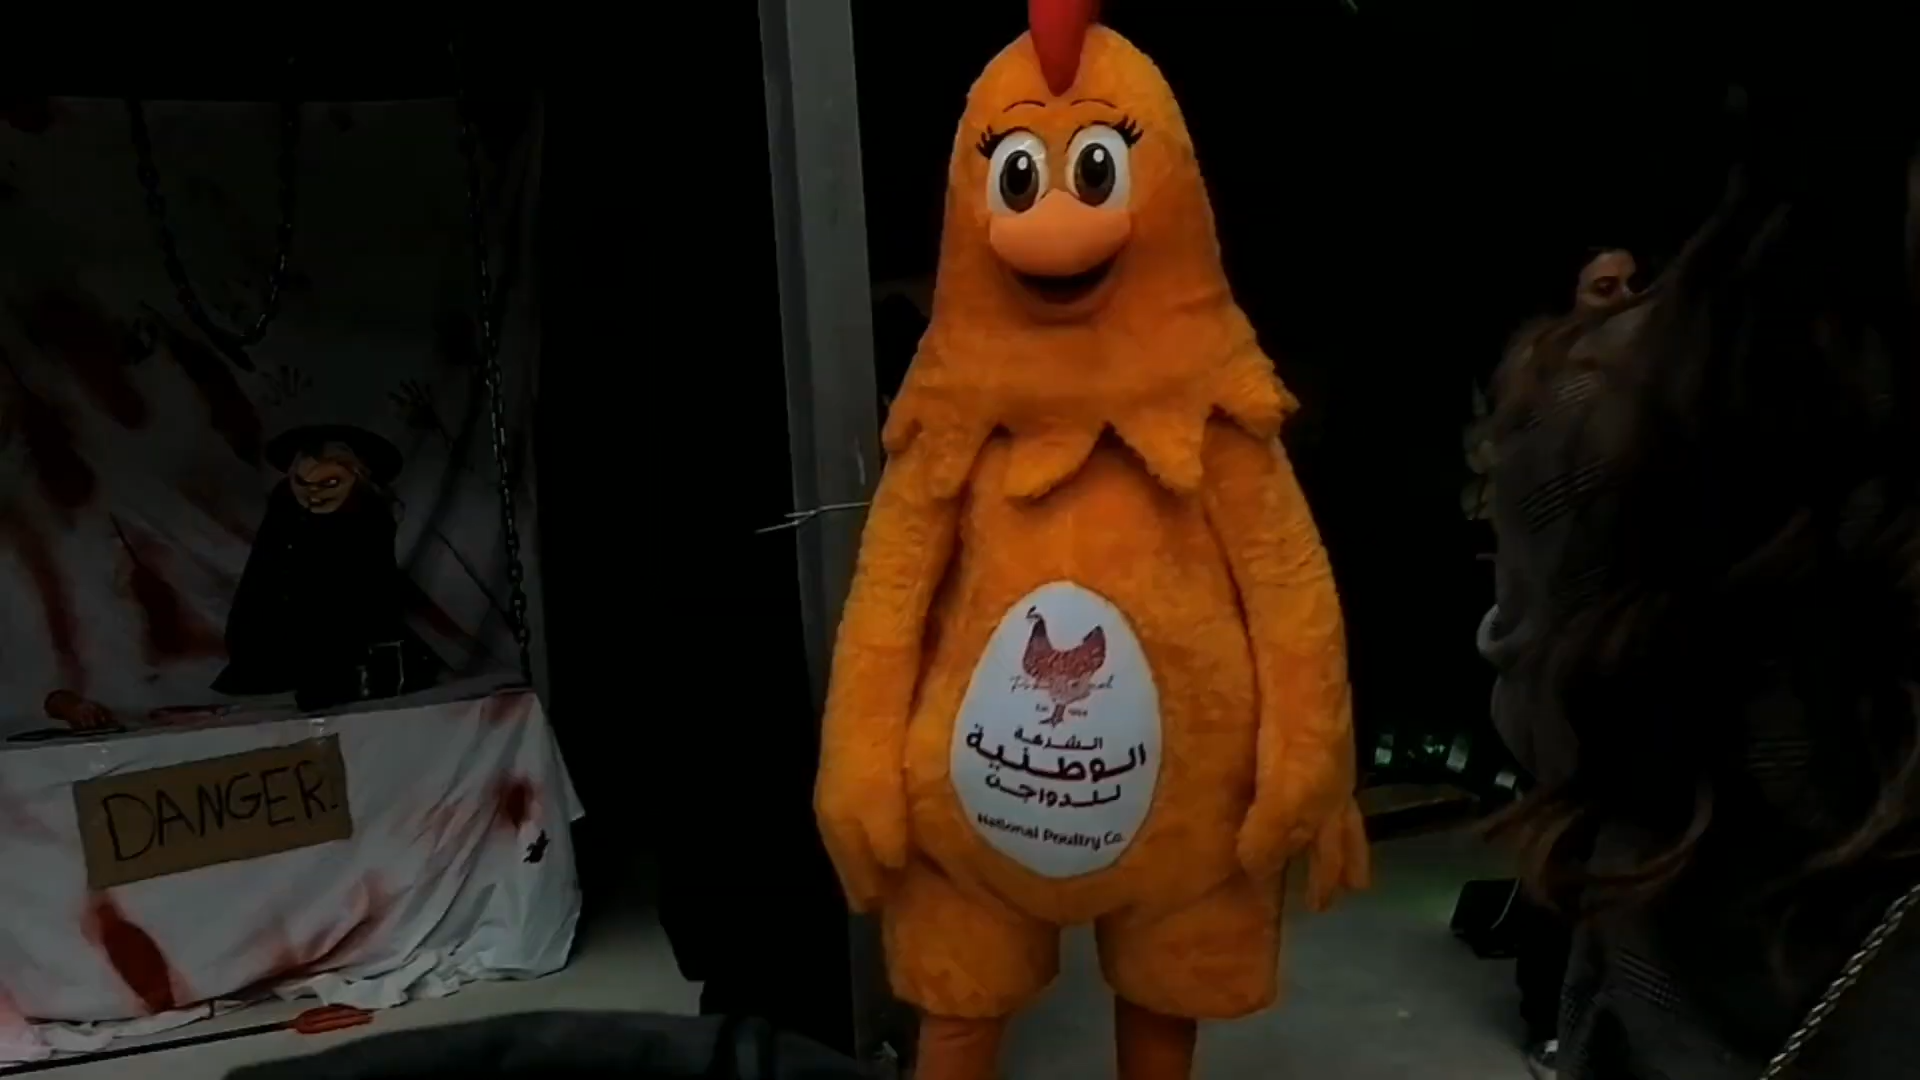 DANGER.
الشركة
الوطنية
للدواجن
National Poultry Co.